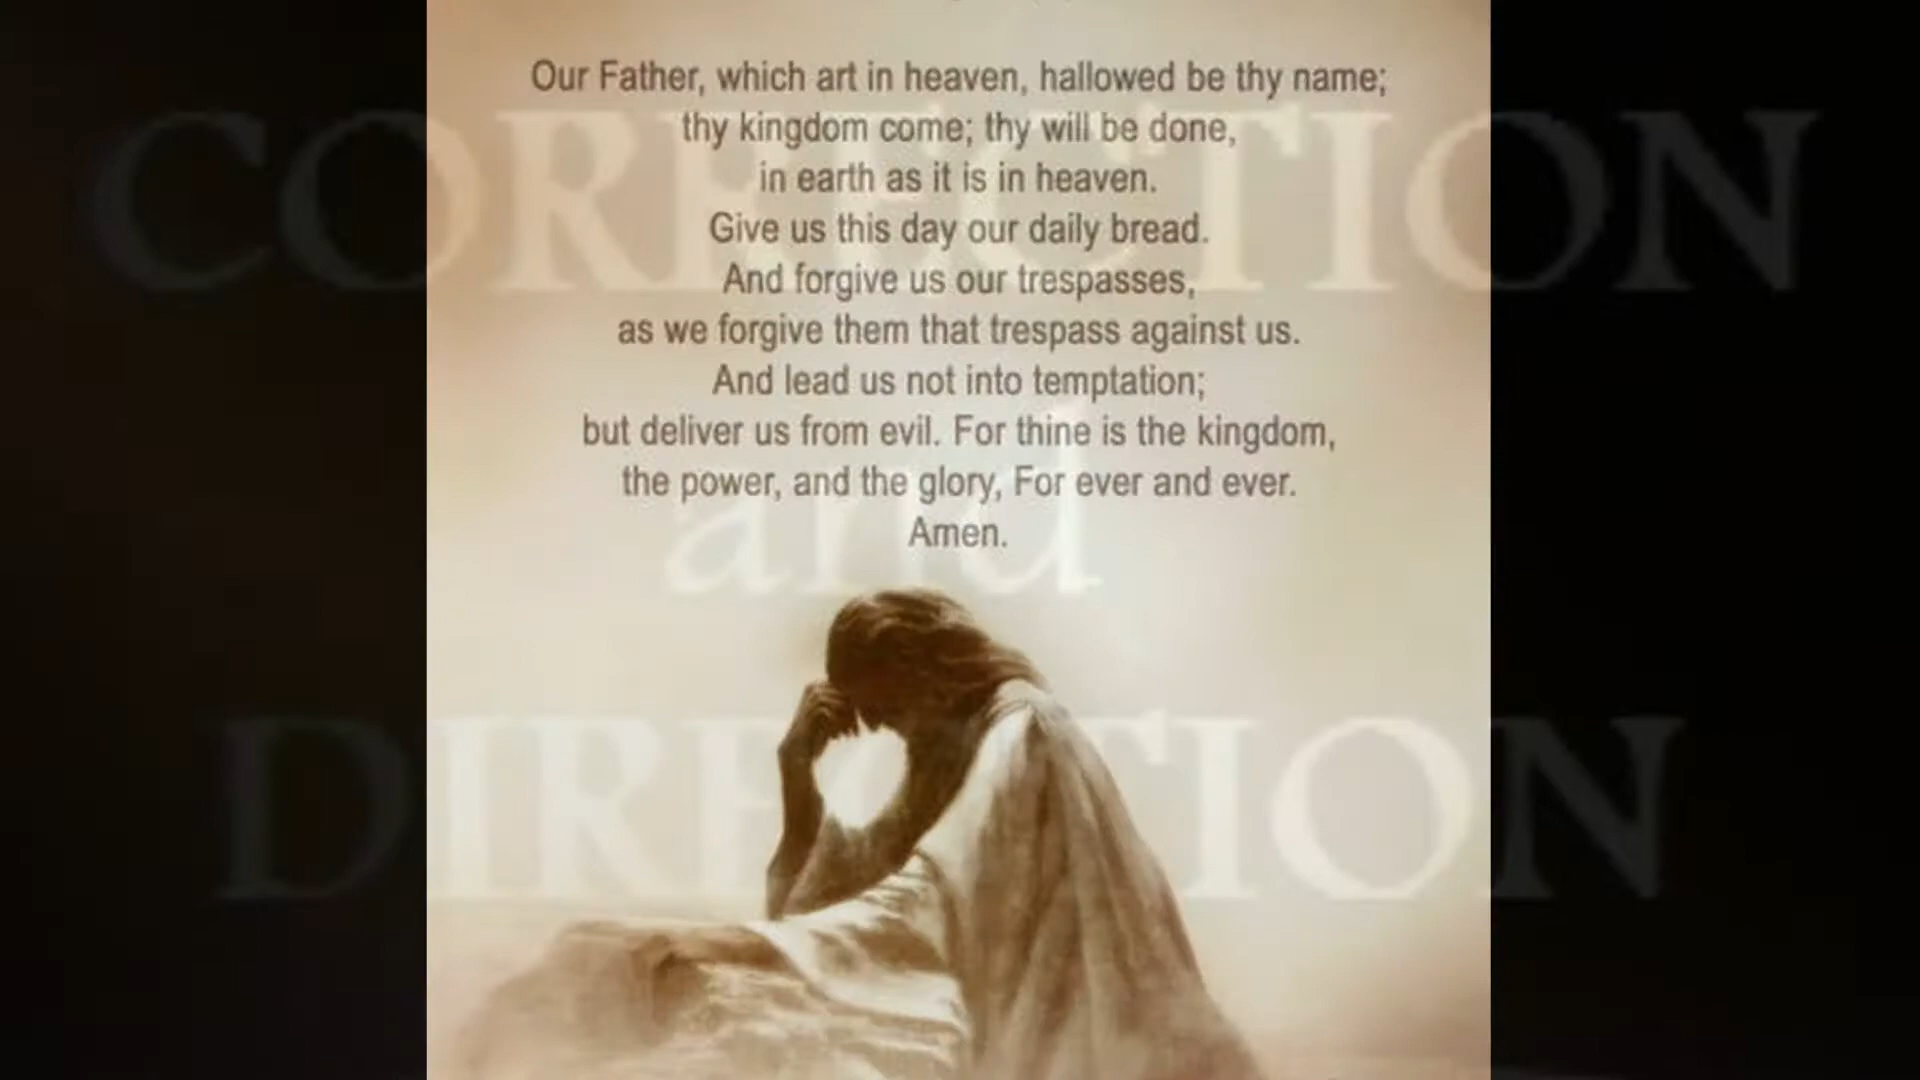 Our Father, which art in heaven, hallowed be thy name;
thy kingdom come; thy will be done,
in earth as it is in heaven.
Give us this day our daily bread.
And forgive us our trespasses,
as we forgive them that trespass against us.
And lead us not into temptation;
but deliver us from evil. For thine is the kingdom,
the power, and the glory, For ever and ever.
Amen.
CORRECTION
and
DIRECTION